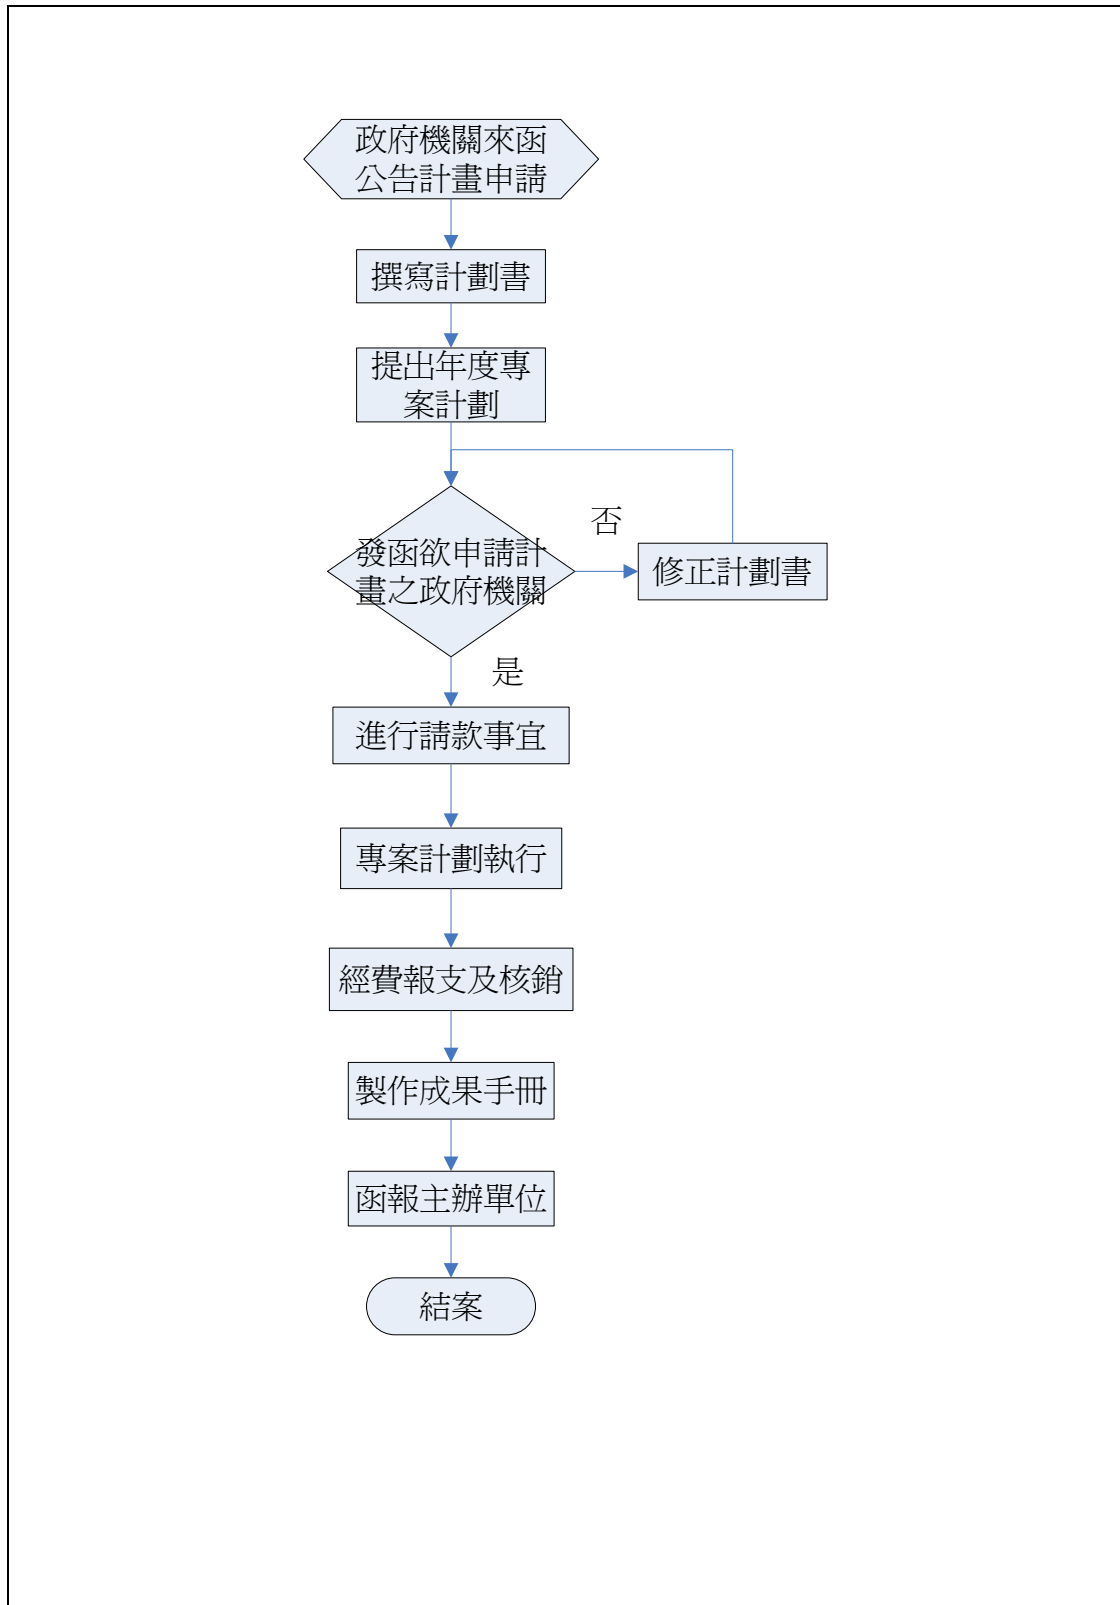 政府機關來函
公告計畫申請
撰寫計劃書
提出年度專
案計劃
發函欲申請計
畫之政府機關
否
修正計劃書
是
進行請款事宜
專案計劃執行
經費報支及核銷
製作成果手冊
函報主辦單位
結案